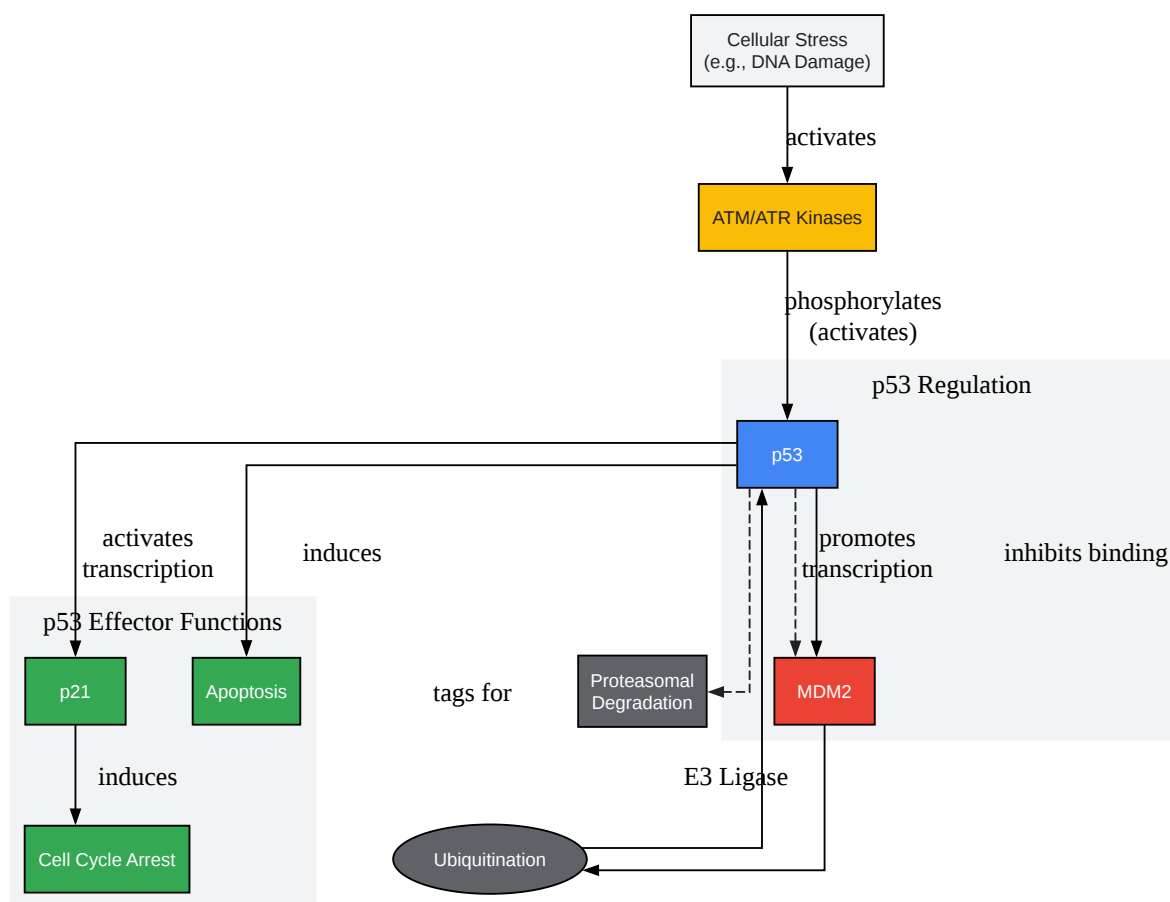 Cellular Stress
(e.g., DNA Damage)
activates
ATM/ATR Kinases
phosphorylates
(activates)
p53 Regulation
p53
activates
transcription
induces
promotes
transcription
inhibits binding
p53 Effector Functions
p21
Apoptosis
tags for
Proteasomal
Degradation
MDM2
induces
E3 Ligase
Cell Cycle Arrest
Ubiquitination